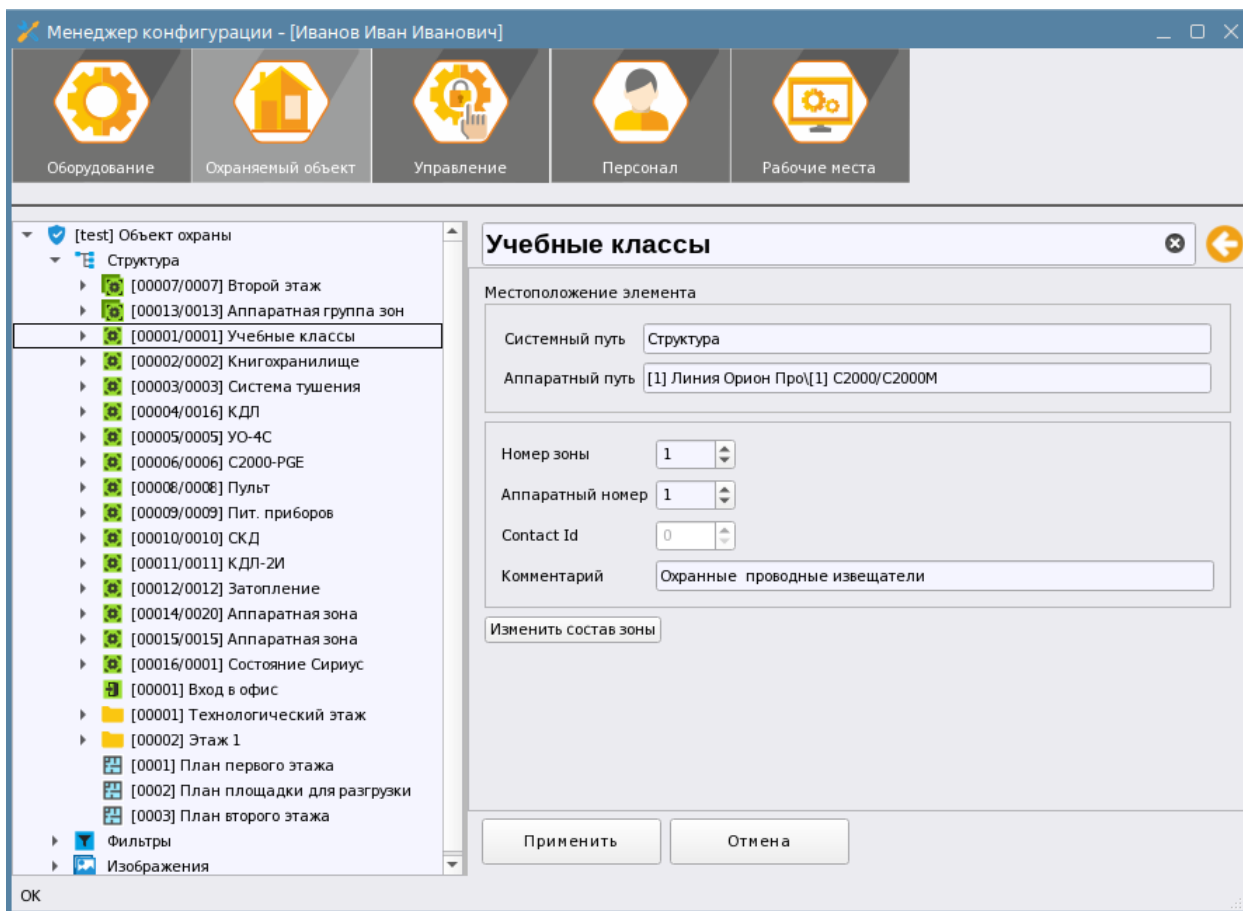 Менеджер конфигурации - [Иванов Иван Иванович]
Оборудование
Охраняемый объект
Управление
Персонал
Рабочие места
[test] Объект охраны
Структура
[00007/0007] Второй этаж
[00013/0013] Аппаратная группа зон
[00001/0001] Учебные классы
[00002/0002] Книгохранилище
[00003/0003] Система тушения
[00004/0016] КДЛ
[00005/0005] УО-4С
[00006/0006] С2000-PGE
[00008/0008] Пульт
[00009/0009] Пит. приборов
[00010/0010] СКД
[00011/0011] КДЛ-2И
[00012/0012] Затопление
[00014/0020] Аппаратная зона
[00015/0015] Аппаратная зона
[00016/0001] Состояние Сириус
[00001] Вход в офис
[00001] Технологический этаж
[00002] Этаж 1
[0001] План первого этажа
[0002] План площадки для разгрузки
[0003] План второго этажа
Фильтры
Изображения
Учебные классы
Местоположение элемента
Системный путь Структура
Аппаратный путь [1] Линия Орион Про\[1] С2000/С2000М
Номер зоны 1
Аппаратный номер 1
Contact Id 0
Комментарий Охранные проводные извещатели
Изменить состав зоны
Применить Отмена
OK